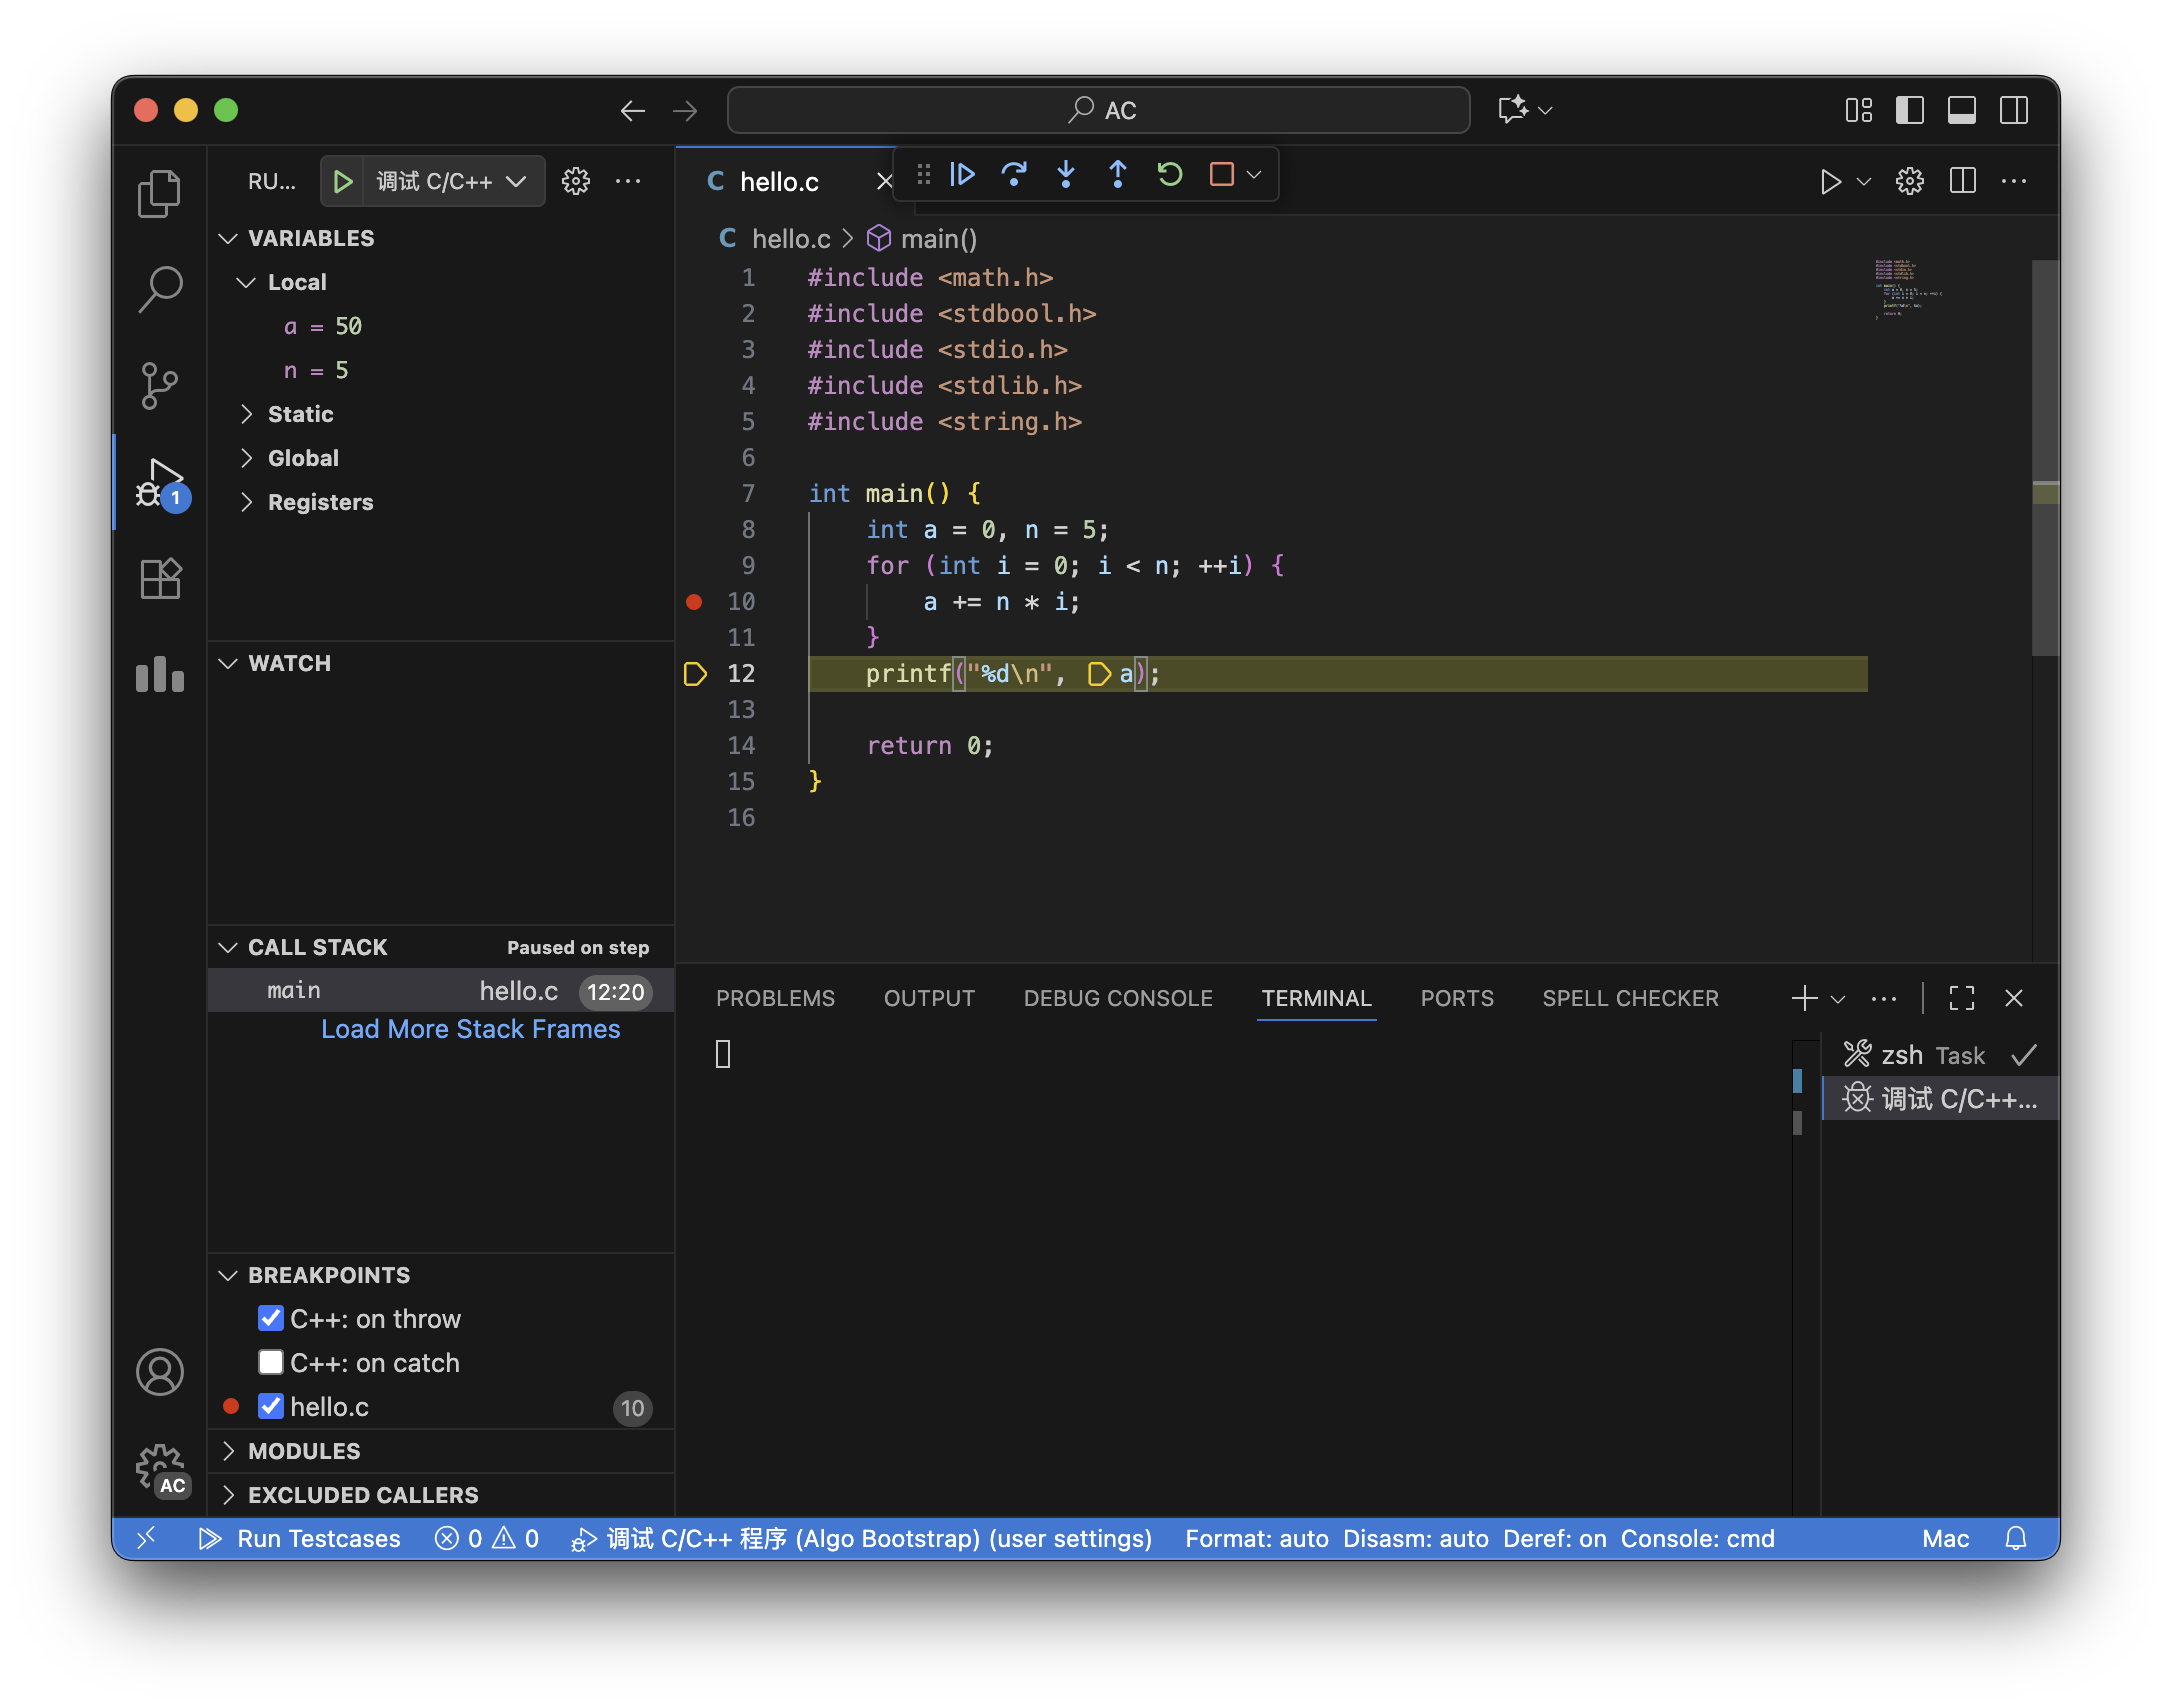 AC
RU...
调试 C/C++
hello.c
VARIABLES
Local
a = 50
n = 5
Static
Global
Registers
1
WATCH
CALL STACK
Paused on step
main
hello.c
12:20
Load More Stack Frames
BREAKPOINTS
C++: on throw
C++: on catch
hello.c
10
MODULES
EXCLUDED CALLERS
AC
hello.c > main()
1 #include <math.h>
2 #include <stdbool.h>
3 #include <stdio.h>
4 #include <stdlib.h>
5 #include <string.h>
6
7 int main() {
8 int a = 0, n = 5;
9 for (int i = 0; i < n; ++i) {
10 a += n * i;
11 }
12 printf("%d\n", a);
13
14 return 0;
15 }
16
PROBLEMS OUTPUT DEBUG CONSOLE TERMINAL PORTS SPELL CHECKER
zsh Task
调试 C/C++...
Run Testcases 0 0 调试 C/C++ 程序 (Algo Bootstrap) (user settings) Format: auto Disasm: auto Deref: on Console: cmd Mac